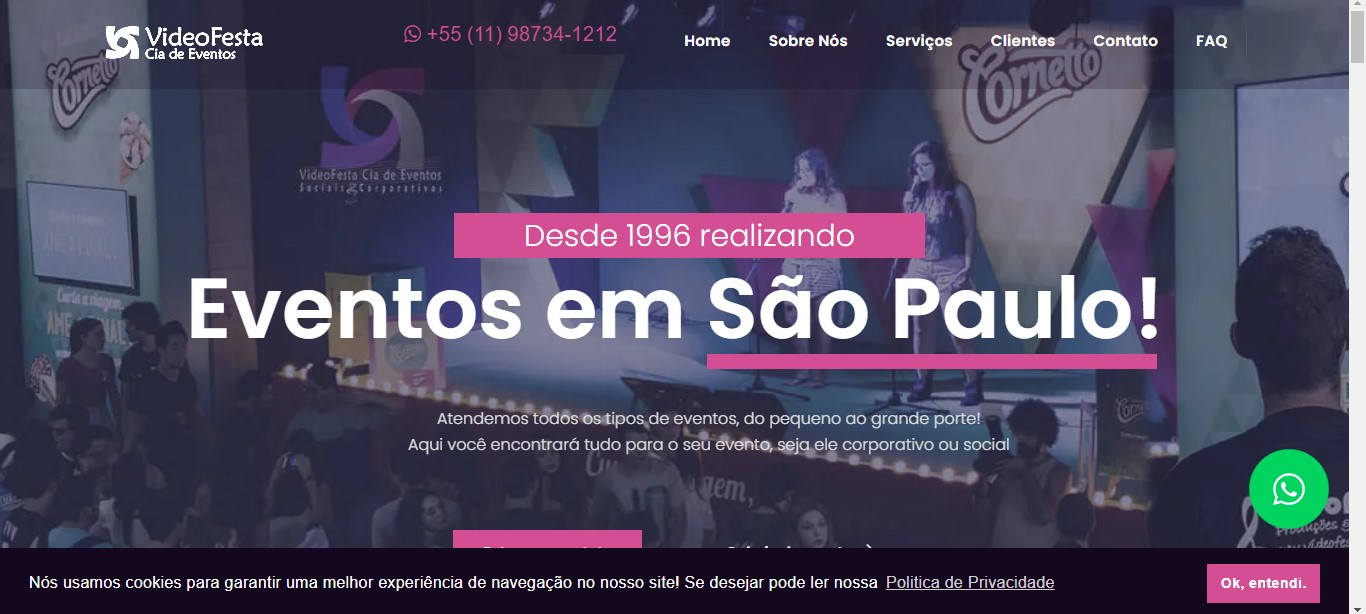 VideoFesta
Cia de Eventos
+55 (11) 98734-1212
Home
Sobre Nós
Serviços
Clientes
Contato
FAQ
Cornetto
Cornetto
VideoFesta Cia de Eventos
Sociais & Corporativos
Desde 1996 realizando
Eventos em São Paulo!
Atendemos todos os tipos de eventos, do pequeno ao grande porte!
Aqui você encontrará tudo para o seu evento, seja ele corporativo ou social
Nós usamos cookies para garantir uma melhor experiência de navegação no nosso site! Se desejar pode ler nossa Politica de Privacidade
Ok, entendi.